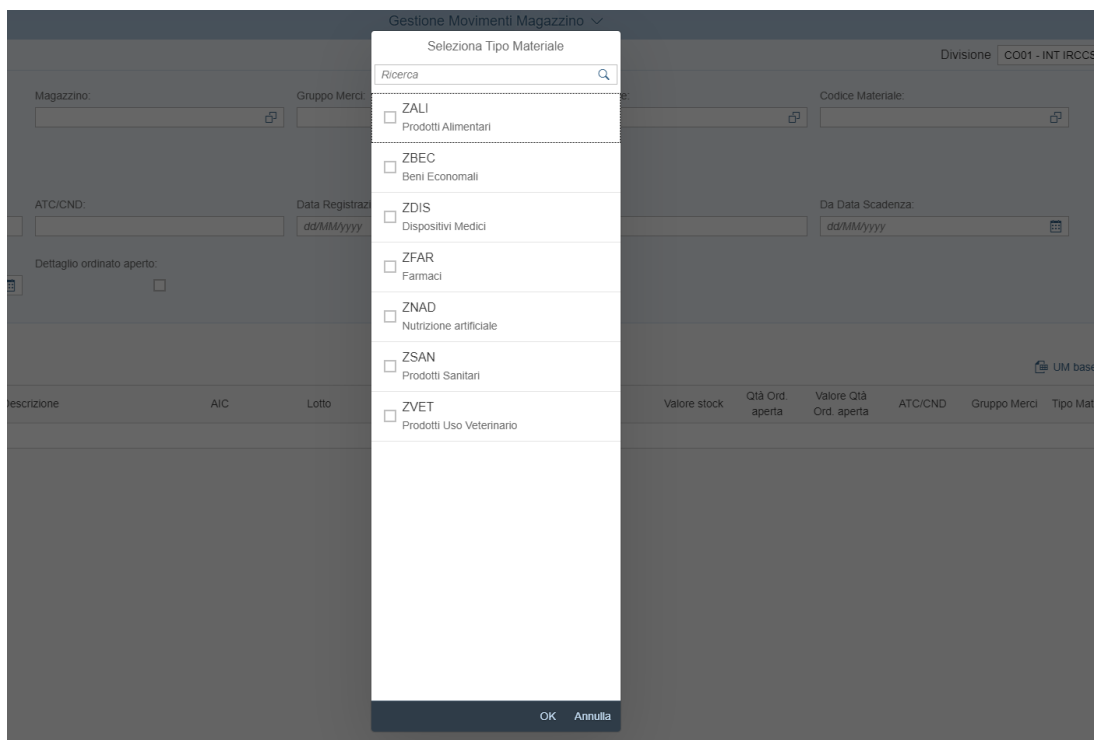 Gestione Movimenti Magazzino
Seleziona Tipo Materiale
Divisione CO01 - INT IRCCS
Ricerca
Magazzino:
Gruppo Merci:
e:
Codice Materiale:
ZALI
Prodotti Alimentari
ZBEC
Beni Economali
ATC/CND:
Data Registrazi
Da Data Scadenza:
dd/MM/yyyy
dd/MM/yyyy
ZDIS
Dispositivi Medici
Dettaglio ordinato aperto:
ZFAR
Farmaci
ZNAD
Nutrizione artificiale
ZSAN
Prodotti Sanitari
UM base
Descrizione
AIC
Lotto
Valore stock
Qtà Ord. aperta
Valore Qtà Ord. aperta
ATC/CND
Gruppo Merci
Tipo Mat
ZVET
Prodotti Uso Veterinario
OK
Annulla